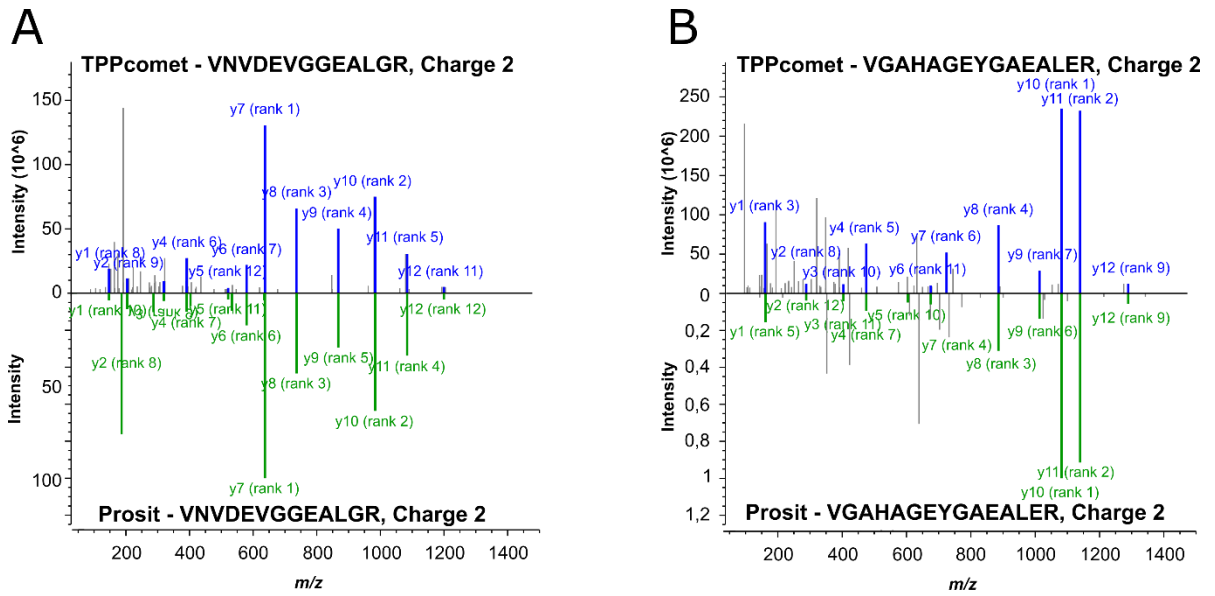 A
TPPcomet - VNVDEVGGEALGR, Charge 2
Intensity (10^6)
150
100
50
0
y7 (rank 1)
y8 (rank 3)
y10 (rank 2)
y9 (rank 4)
y4 (rank 6)
y6 (rank 7)
y11 (rank 5)
y1 (rank 8)
y2 (rank 9)
y5 (rank 12)
y12 (rank 11)
y5 (rank 11)
y12 (rank 12)
y4 (rank 7)
y6 (rank 6)
y2 (rank 8)
y9 (rank 5)
y11 (rank 4)
y8 (rank 3)
y10 (rank 2)
y7 (rank 1)
Intensity
50
100
Prosit - VNVDEVGGEALGR, Charge 2
200
400
600
800
1000
1200
1400
m/z
B
TPPcomet - VGAHAGEYGAEALER, Charge 2
Intensity (10^6)
250
200
150
100
50
0
y10 (rank 1)
y11 (rank 2)
y1 (rank 3)
y8 (rank 4)
y4 (rank 5)
y7 (rank 6)
y2 (rank 8)
y9 (rank 7)
y3 (rank 10)
y6 (rank 11)
y12 (rank 9)
y2 (rank 12)
y1 (rank 5)
y3 (rank 11)
y5 (rank 10)
y4 (rank 7)
y9 (rank 6)
y12 (rank 9)
y7 (rank 4)
y8 (rank 3)
y11 (rank 2)
y10 (rank 1)
Intensity
0,2
0,4
0,6
0,8
1
1,2
Prosit - VGAHAGEYGAEALER, Charge 2
200
400
600
800
1000
1200
1400
m/z